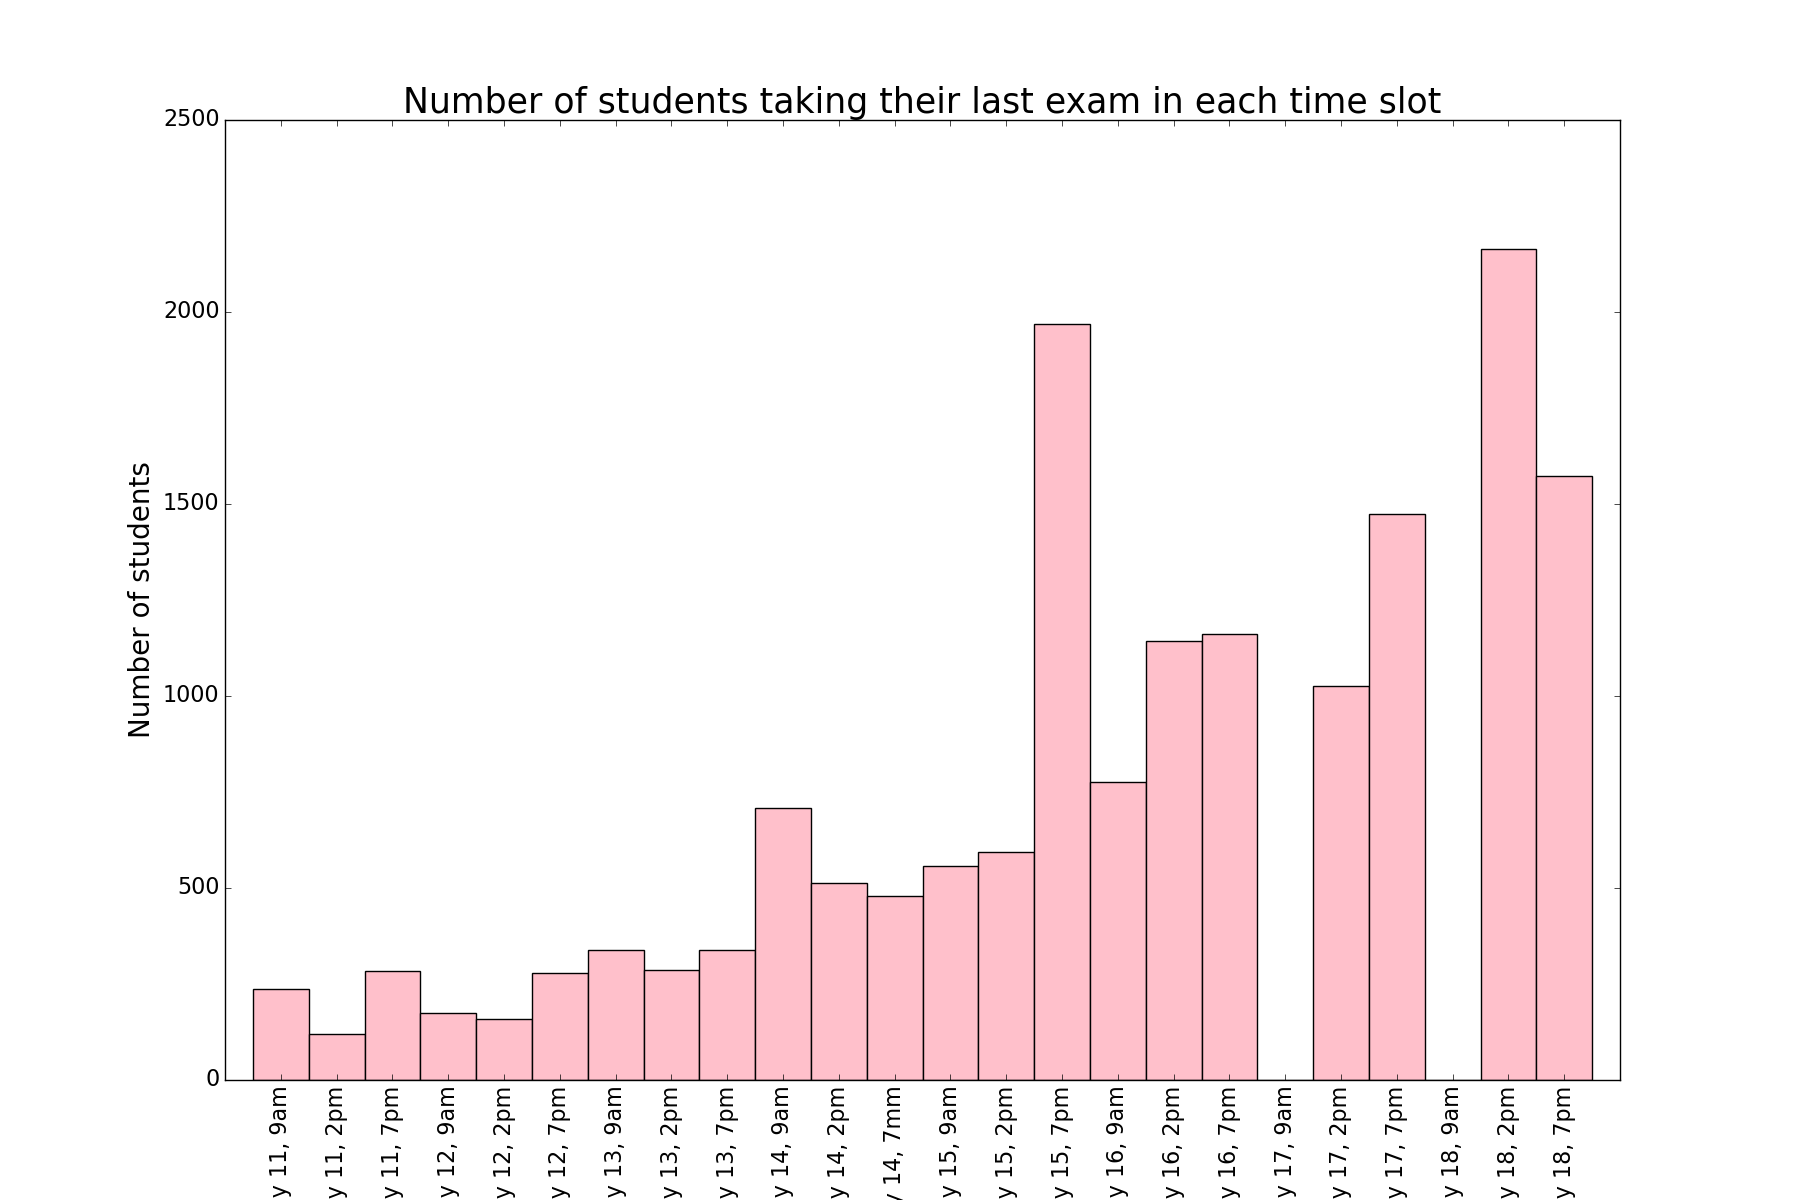 Number of students taking their last exam in each time slot
Number of students
2500
2000
1500
1000
500
0
y 11, 9am
y 11, 2pm
y 11, 7pm
y 12, 9am
y 12, 2pm
y 12, 7pm
y 13, 9am
y 13, 2pm
y 13, 7pm
y 14, 9am
y 14, 2pm
y 14, 7mm
y 15, 9am
y 15, 2pm
y 15, 7pm
y 16, 9am
y 16, 2pm
y 16, 7pm
y 17, 9am
y 17, 2pm
y 17, 7pm
y 18, 9am
y 18, 2pm
y 18, 7pm